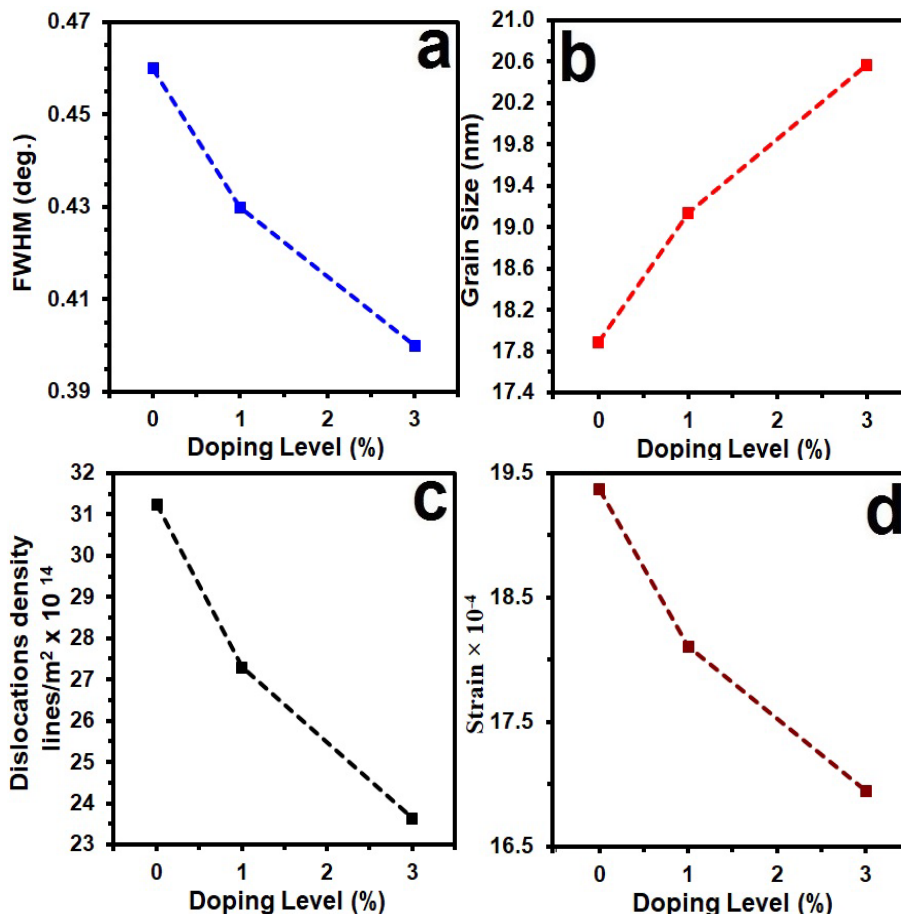 a
FWHM (deg.)
0.47
0.45
0.43
0.41
0.39
0 1 2 3
Doping Level (%)
b
Grain Size (nm)
21.0
20.6
20.2
19.8
19.4
19.0
18.6
18.2
17.8
17.4
0 1 2 3
Doping Level (%)
c
Dislocations density
lines/m² x 10 ¹⁴
32
31
30
29
28
27
26
25
24
23
0 1 2 3
Doping Level (%)
d
Strain × 10⁻⁴
19.5
18.5
17.5
16.5
0 1 2 3
Doping Level (%)